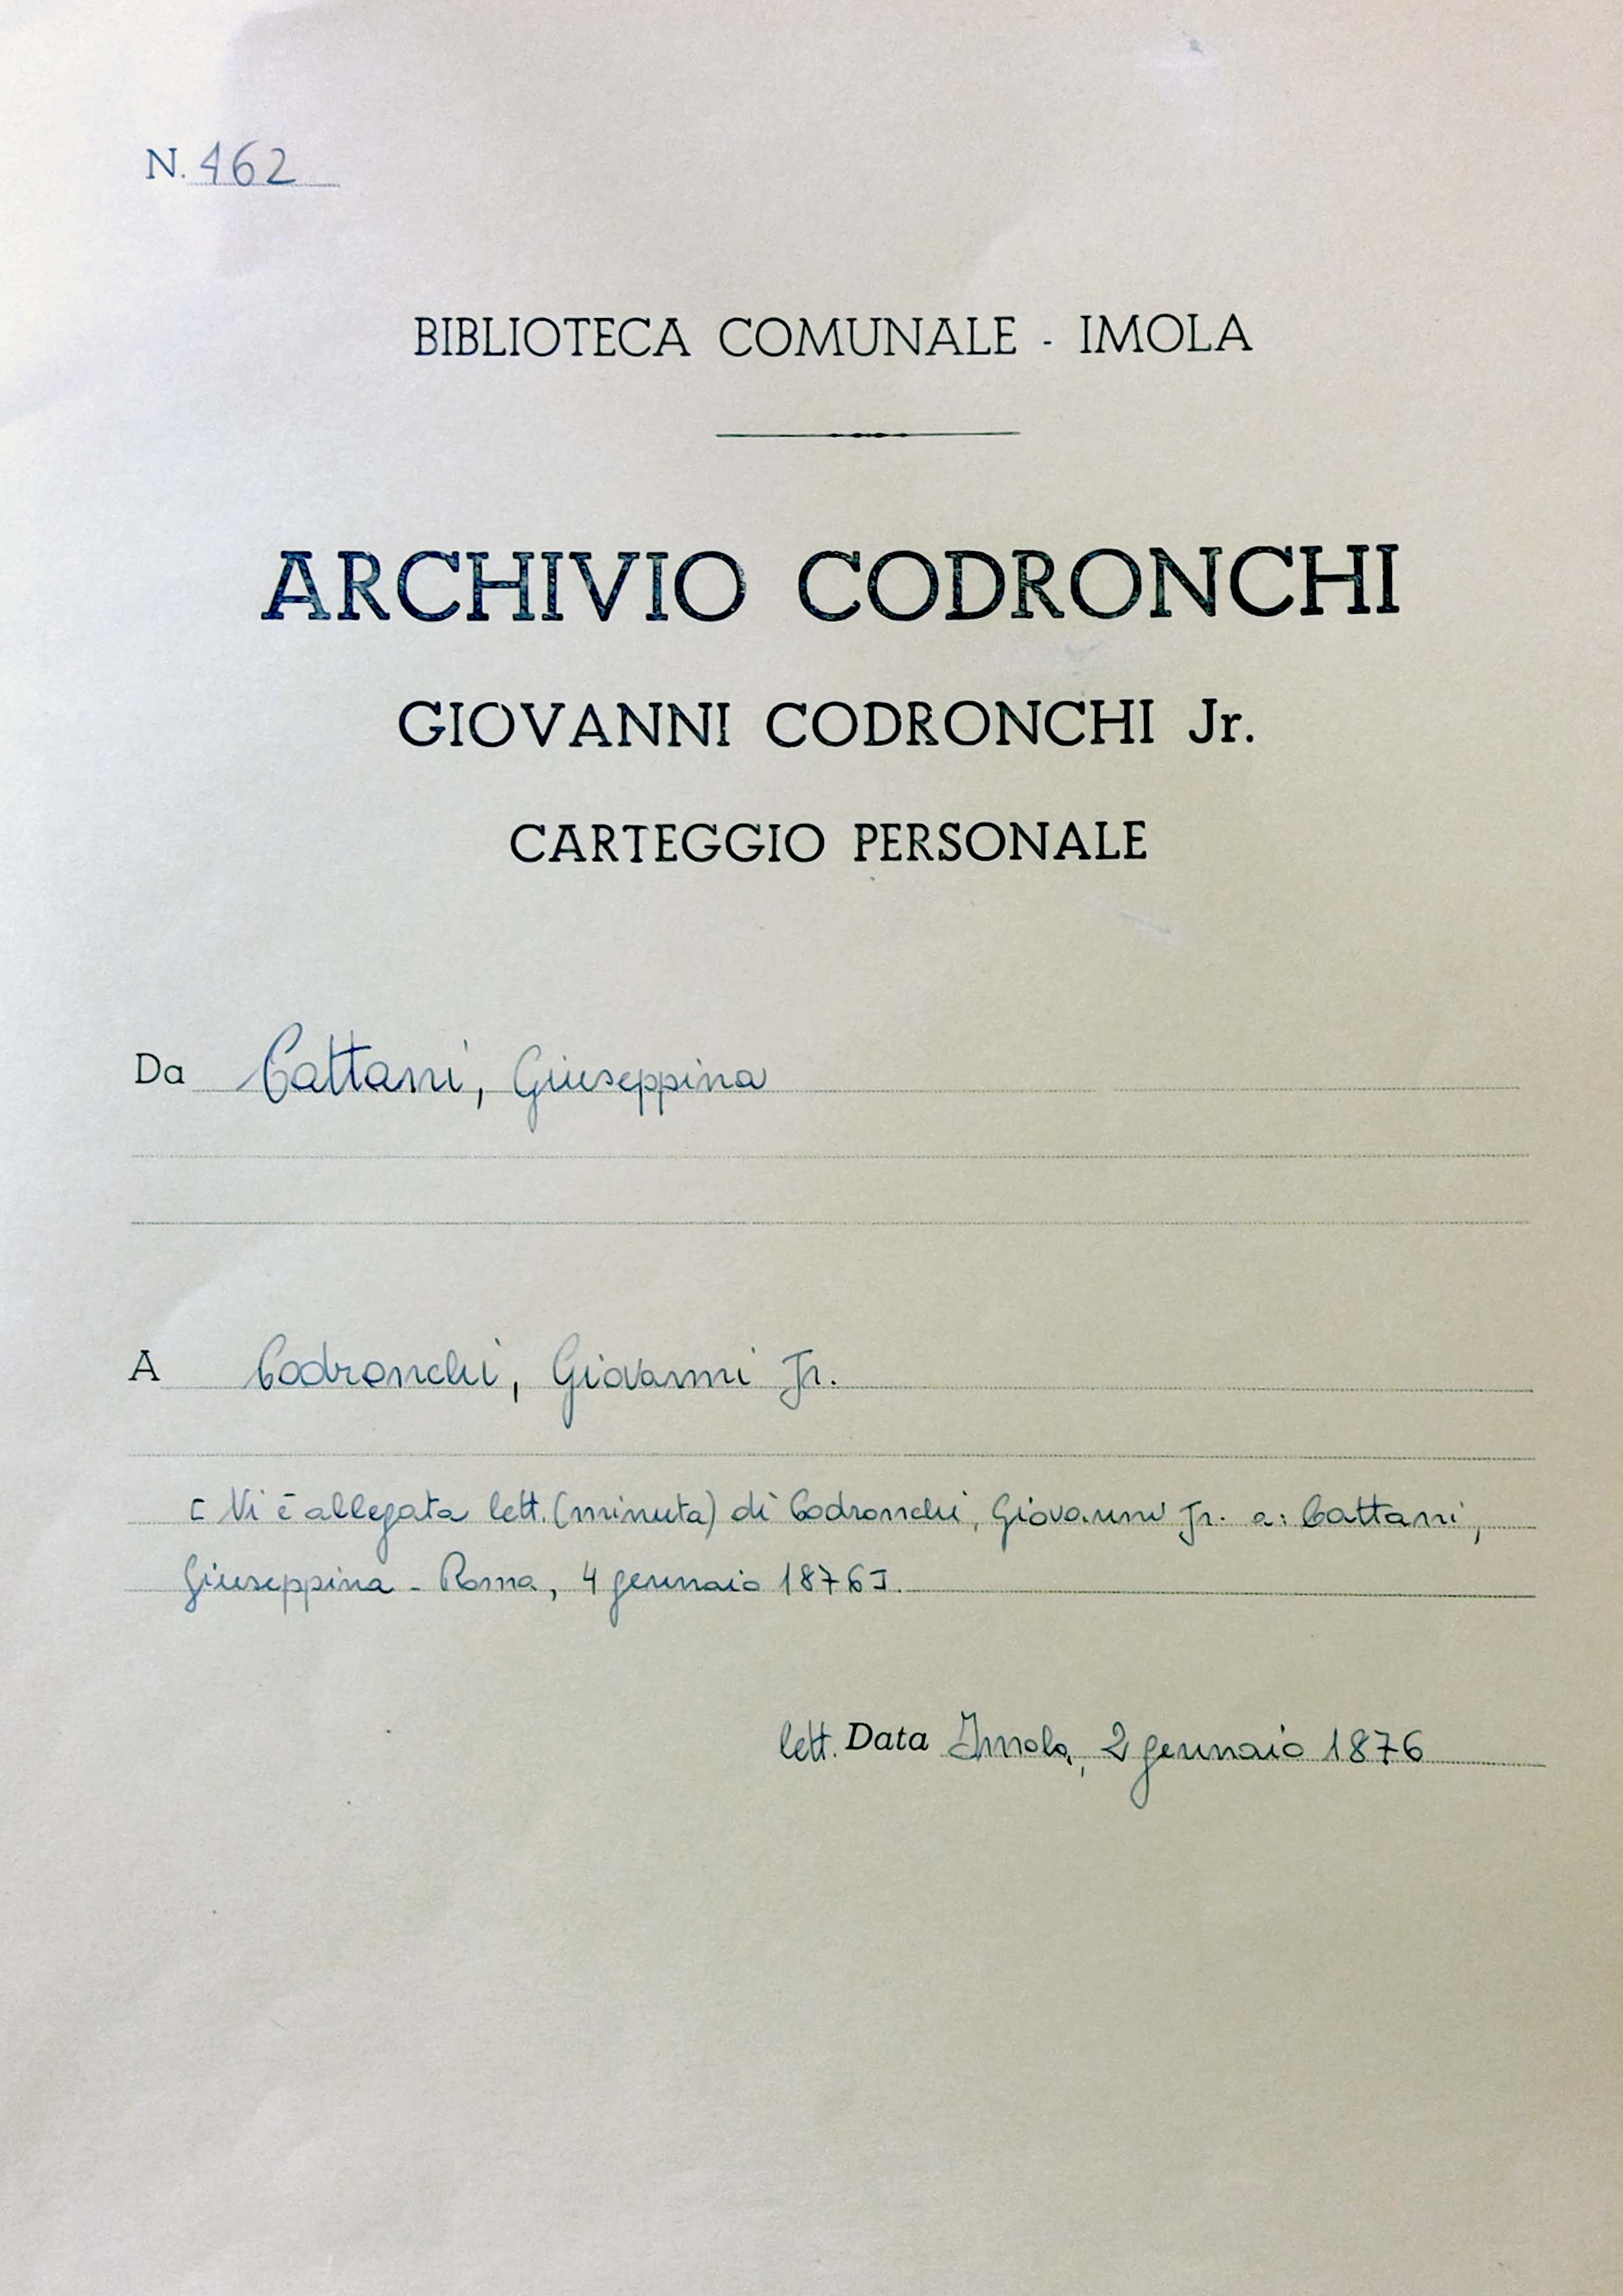 N. 462
BIBLIOTECA COMUNALE - IMOLA
ARCHIVIO CODRONCHI
GIOVANNI CODRONCHI Jr.
CARTEGGIO PERSONALE
Da Cattani, Giuseppina
A Codronchi, Giovanni Jr.
[Vi è allegata lett. (minuta) di Codronchi, Giovanni Jr. a: Cattani,
Giuseppina - Roma, 4 gennaio 1876].
lett. Data Imola, 2 gennaio 1876